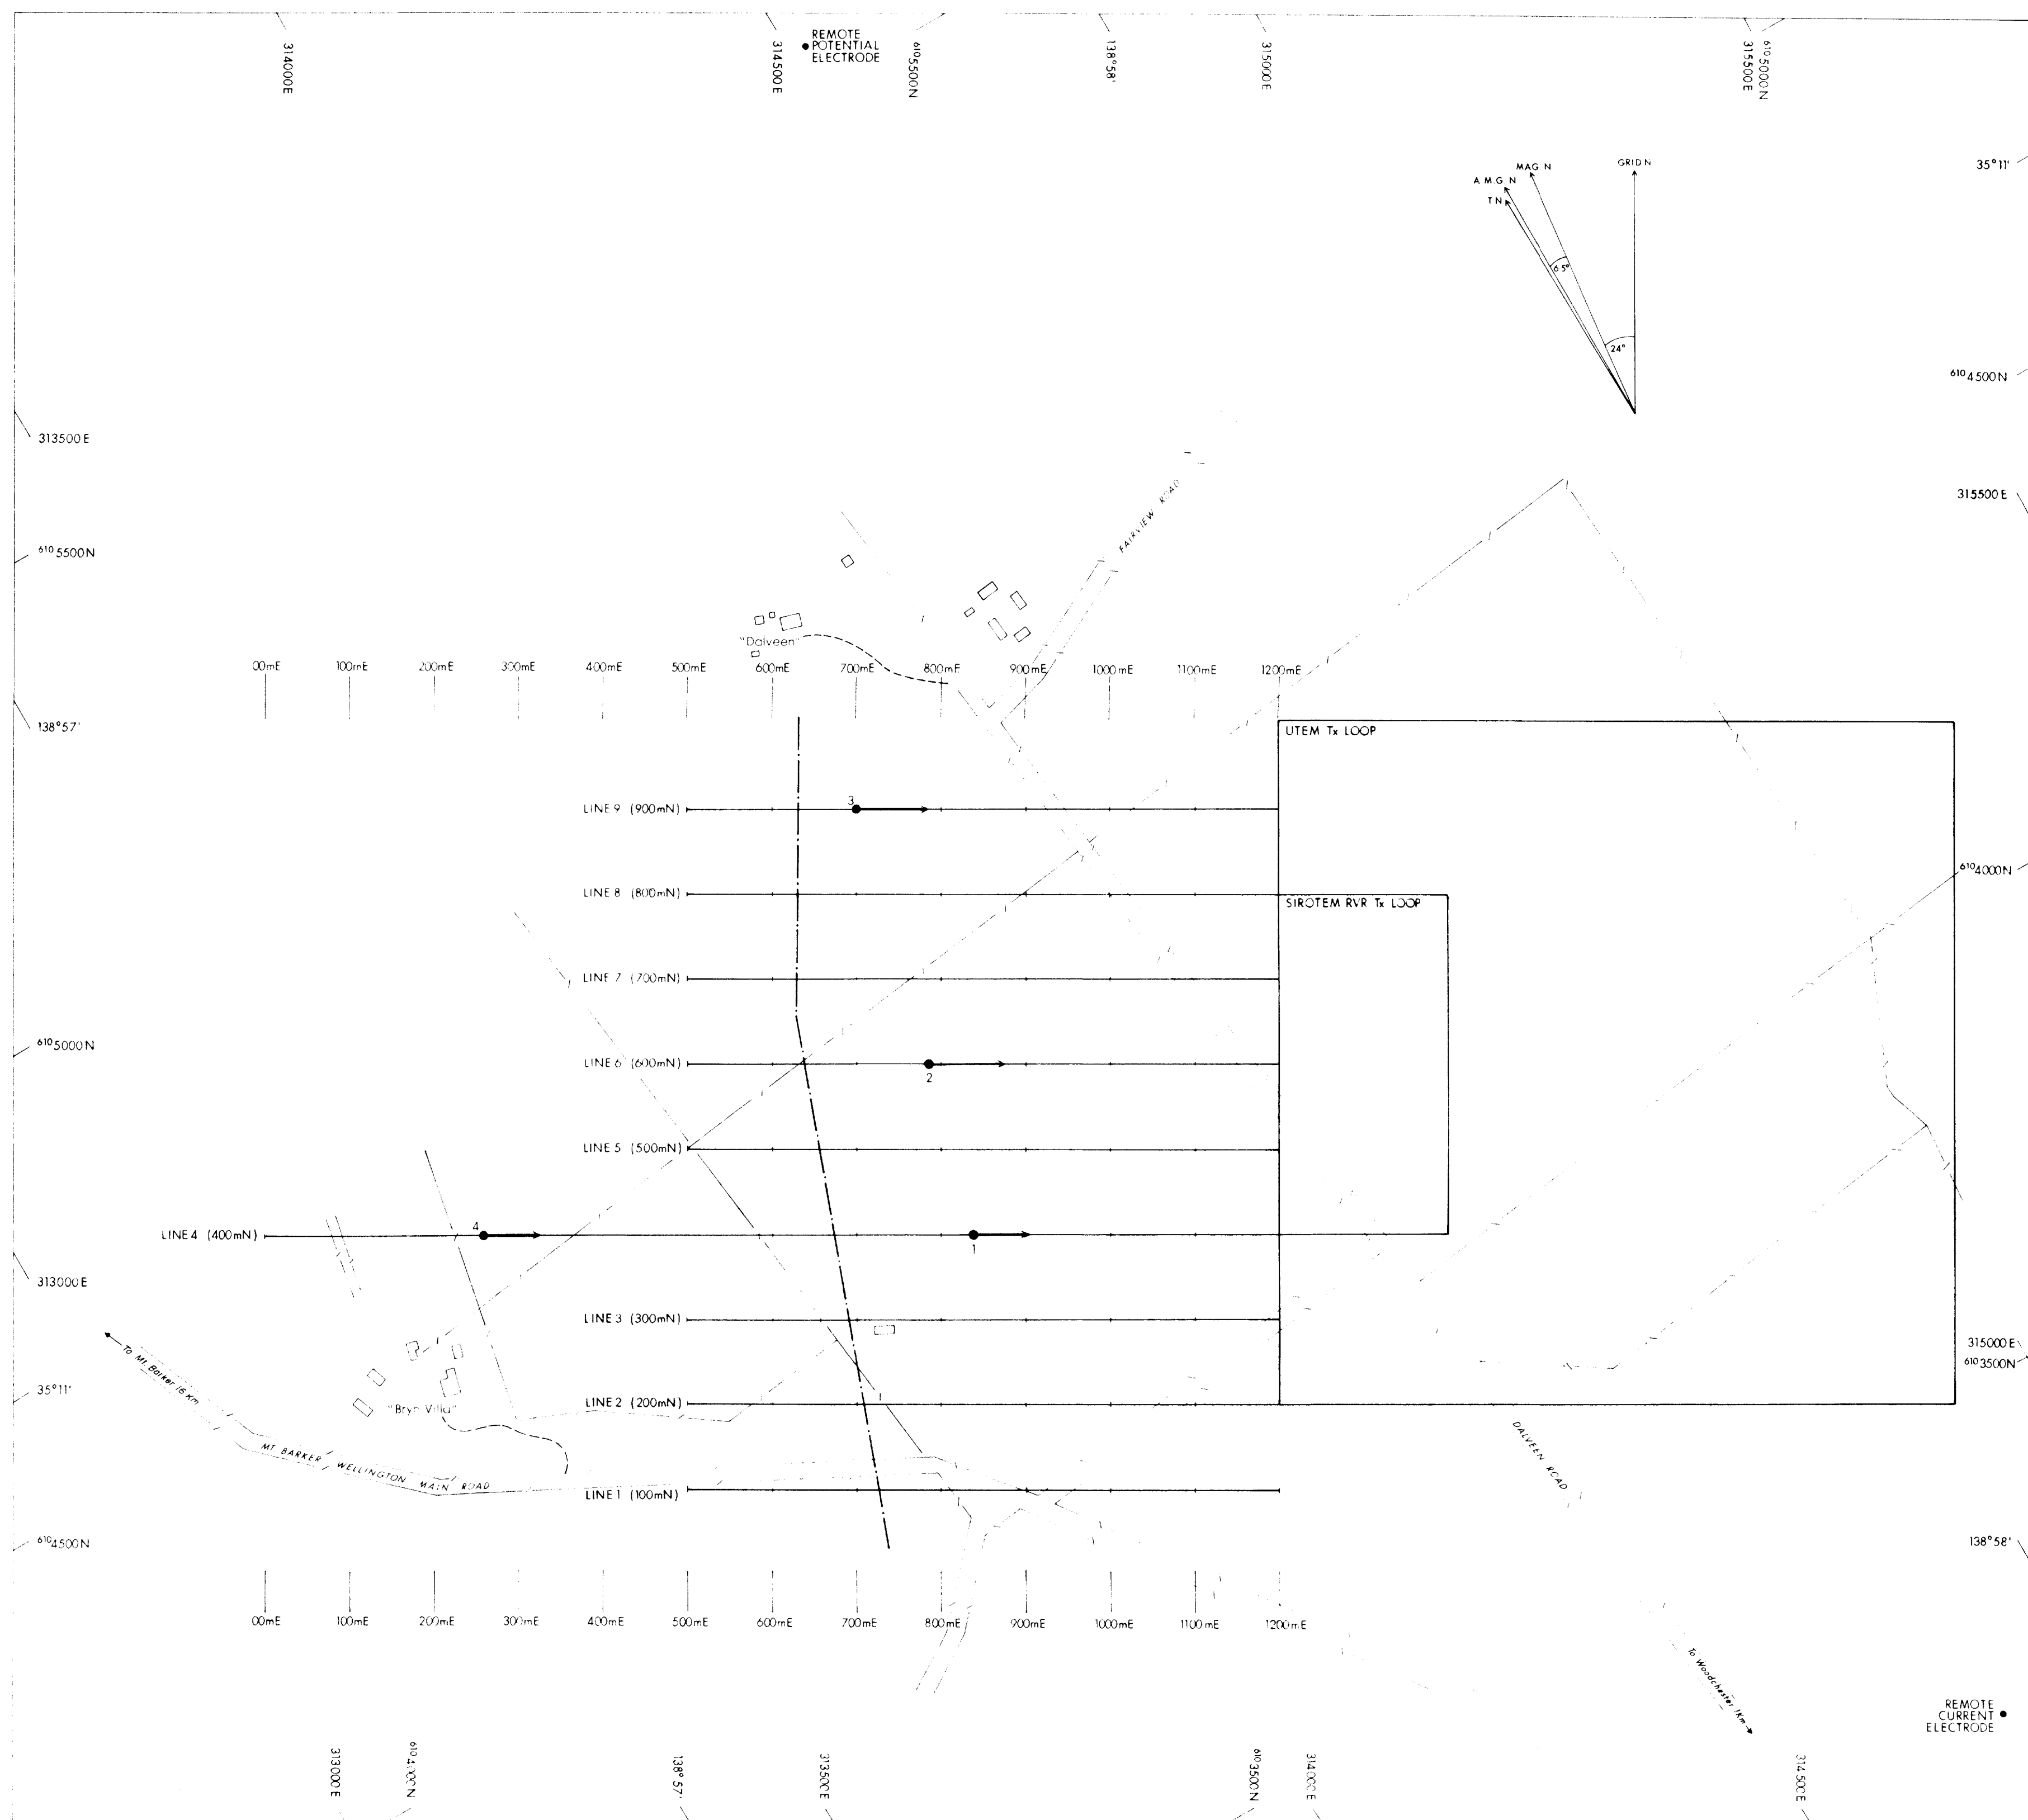 314000E
314500E
REMOTE
POTENTIAL
ELECTRODE
6105500N
138°58'
315000E
315500E
6105000N
35°11'
GRID N
MAG N
A.M.G N
TN
6.5°
24°
6104500N
313500E
315500E
6105500N
FAIRVIEW ROAD
"Dalveen"
00mE 100mE 200mE 300mE 400mE 500mE 600mE 700mE 800mE 900mE 1000mE 1100mE 1200mE
138°57'
UTEM Tx LOOP
LINE 9 (900mN)
3
6104000N
LINE 8 (800mN)
SIROTEM RVR Tx LOOP
LINE 7 (700mN)
6105000N
LINE 6 (600mN)
2
LINE 5 (500mN)
LINE 4 (400mN)
4
1
313000E
LINE 3 (300mN)
315000E
6103500N
To Mt Barker 16 Km
35°11'
"Bryn Villa"
LINE 2 (200mN)
MT BARKER WELLINGTON MAIN ROAD
DALVEEN ROAD
LINE 1 (100mN)
6104500N
138°58'
00mE 100mE 200mE 300mE 400mE 500mE 600mE 700mE 800mE 900mE 1000mE 1100mE 1200mE
To Woodchester 1Km
REMOTE
CURRENT
ELECTRODE
313000E
6104000N
138°57'
313500E
6103500N
314000E
314500E